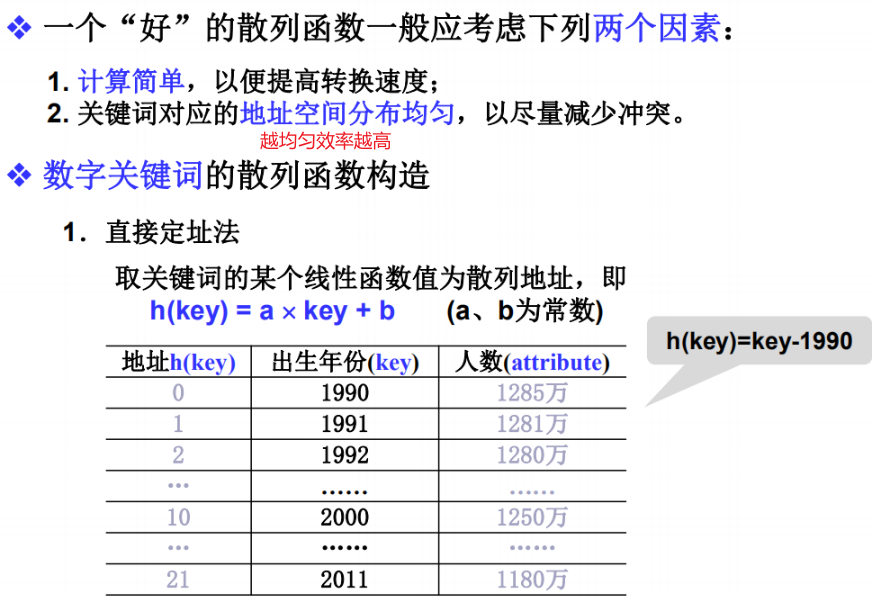 ❖ 一个“好”的散列函数一般应考虑下列两个因素：
1. 计算简单，以便提高转换速度；
2. 关键词对应的地址空间分布均匀，以尽量减少冲突。
越均匀效率越高
❖ 数字关键词的散列函数构造
1. 直接定址法
取关键词的某个线性函数值为散列地址，即
h(key) = a × key + b (a、b为常数)
h(key)=key-1990
地址h(key) 出生年份(key) 人数(attribute)
0 1990 1285万
1 1991 1281万
2 1992 1280万
... ...... ......
10 2000 1250万
... ...... ......
21 2011 1180万